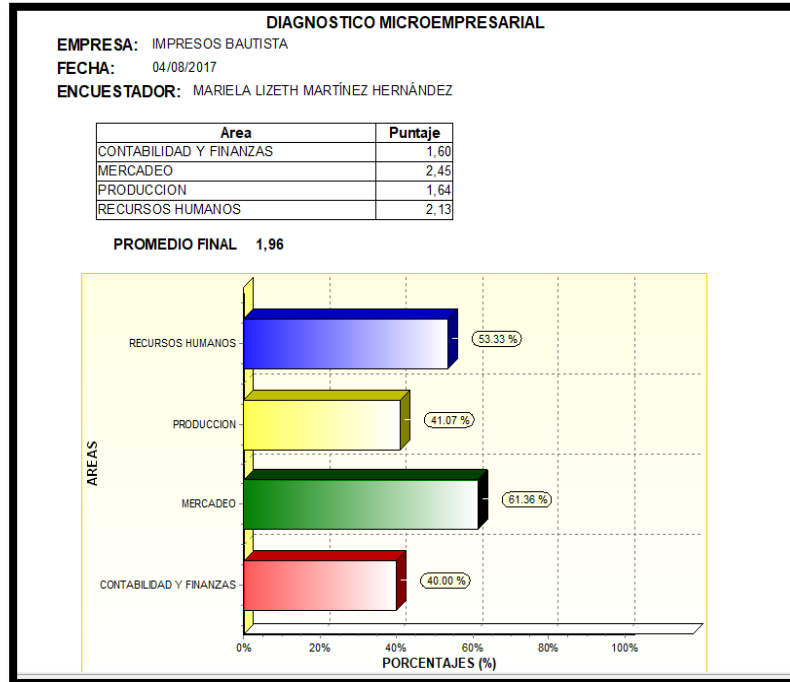 DIAGNOSTICO MICROEMPRESARIAL
EMPRESA: IMPRESOS BAUTISTA
FECHA: 04/08/2017
ENCUESTADOR: MARIELA LIZETH MARTÍNEZ HERNÁNDEZ
Area Puntaje
CONTABILIDAD Y FINANZAS 1,60
MERCADEO 2,45
PRODUCCION 1,64
RECURSOS HUMANOS 2,13
PROMEDIO FINAL 1,96
RECURSOS HUMANOS 53.33 %
PRODUCCION 41.07 %
AREAS
MERCADEO 61.36 %
CONTABILIDAD Y FINANZAS 40.00 %
0% 20% 40% 60% 80% 100%
PORCENTAJES (%)